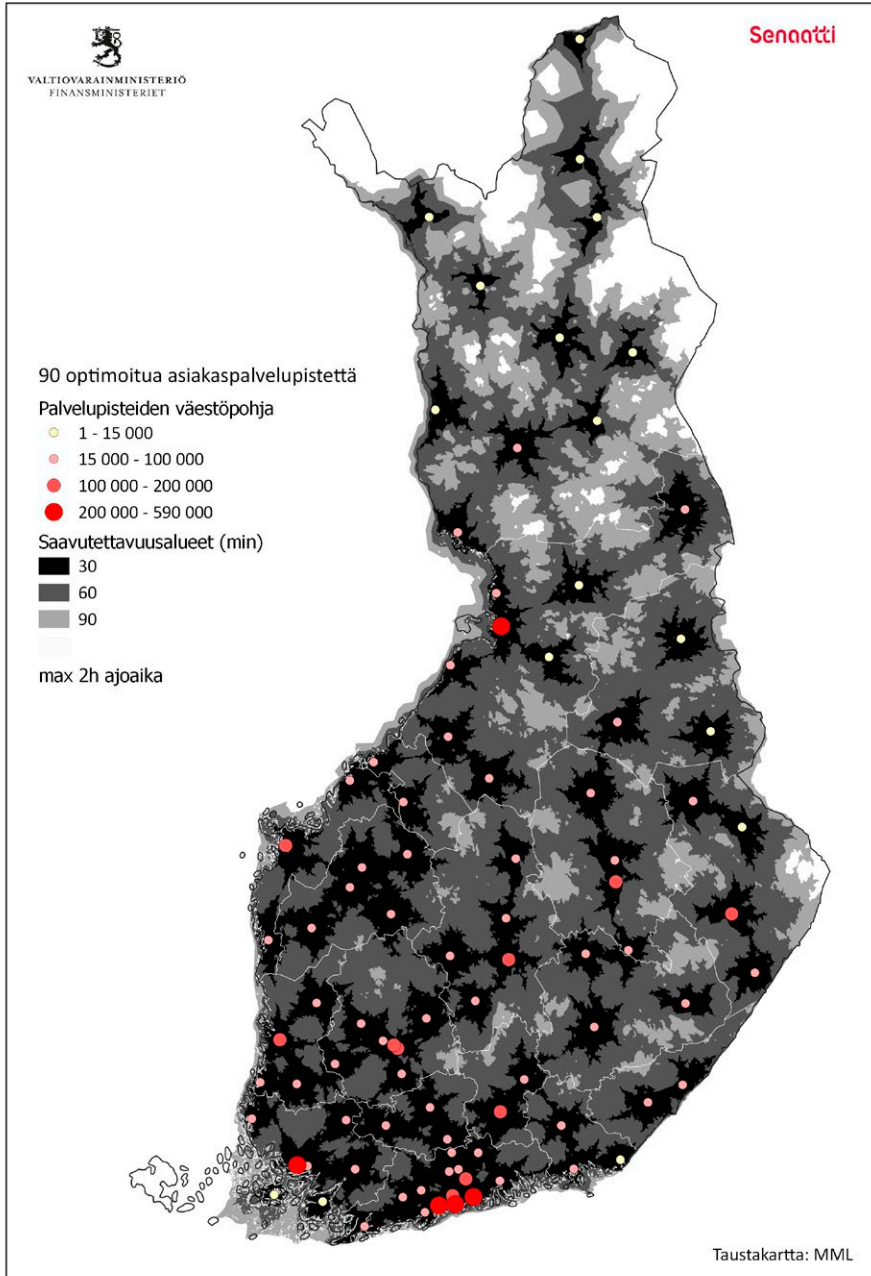 VALTIOVARAINMINISTERIÖ
FINANSMINISTERIET
Senaatti
90 optimoitua asiakaspalvelupistettä
Palvelupisteiden väestöpohja
1 - 15 000
15 000 - 100 000
100 000 - 200 000
200 000 - 590 000
Saavutettavuusalueet (min)
30
60
90
max 2h ajoaika
Taustakartta: MML